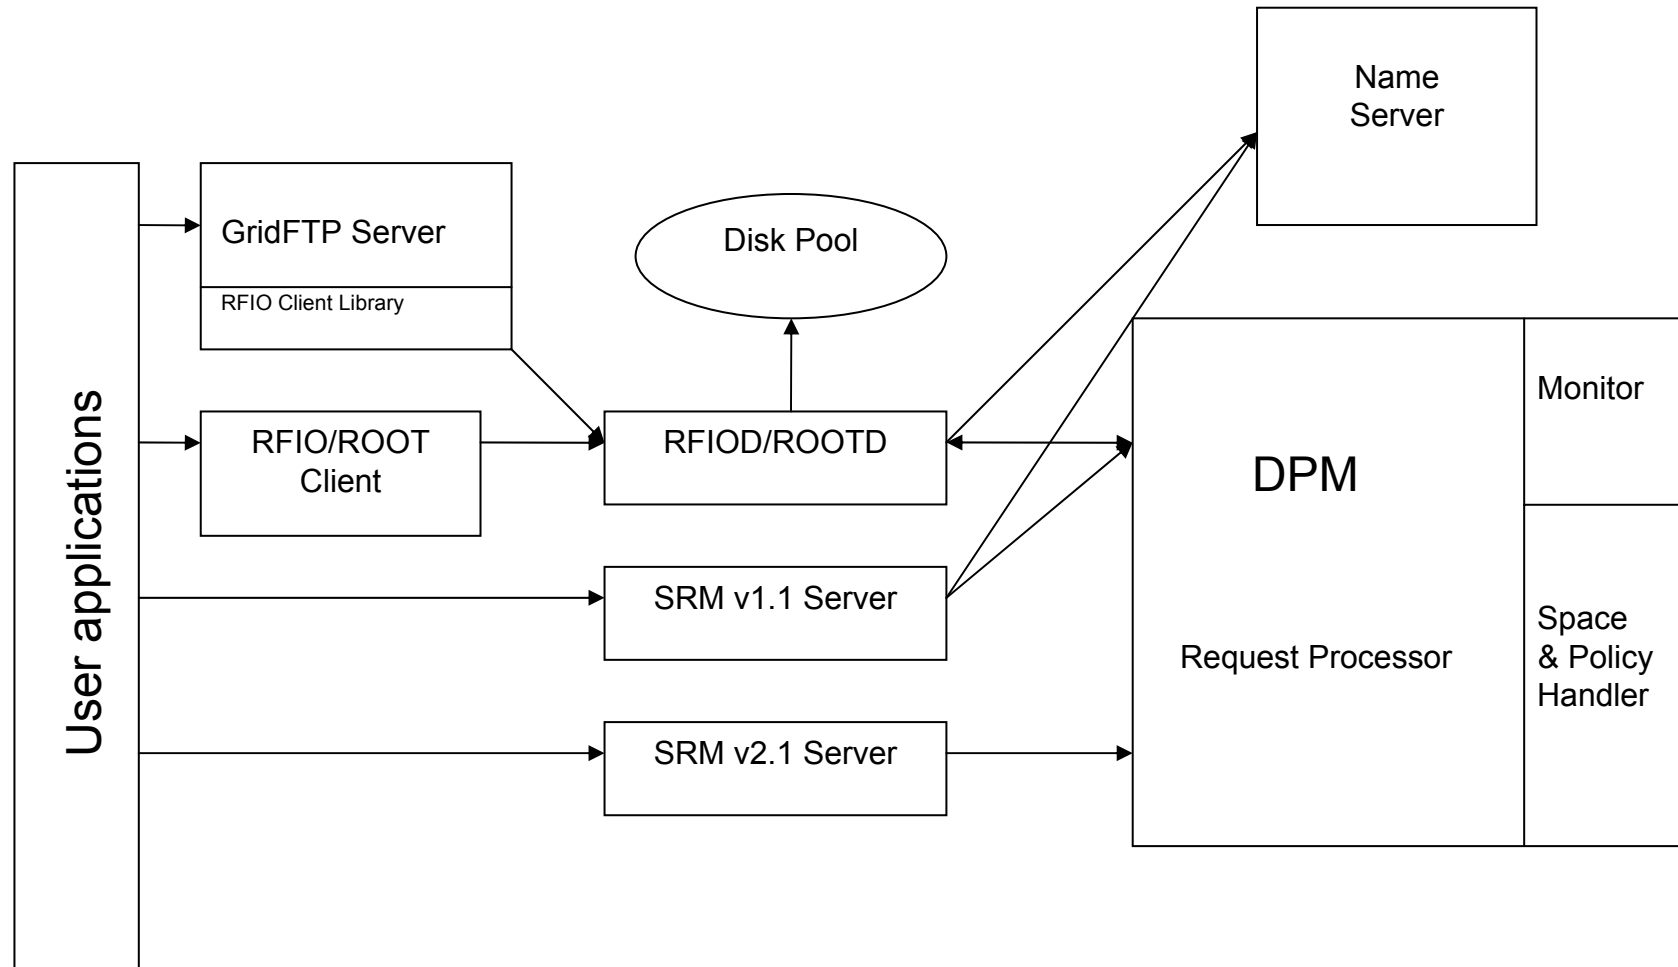 Name
Server
GridFTP Server
RFIO Client Library
Disk Pool
User applications
RFIO/ROOT
Client
RFIOD/ROOTD
SRM v1.1 Server
SRM v2.1 Server
DPM
Request Processor
Monitor
Space
& Policy
Handler